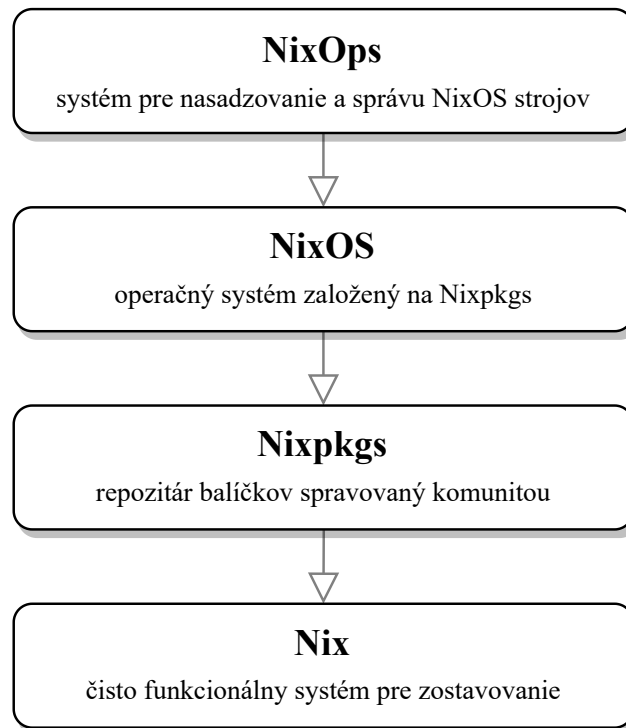 NixOps
systém pre nasadzovanie a správu NixOS strojov
NixOS
operačný systém založený na Nixpkgs
Nixpkgs
repozitár balíčkov spravovaný komunitou
Nix
čisto funkcionálny systém pre zostavovanie